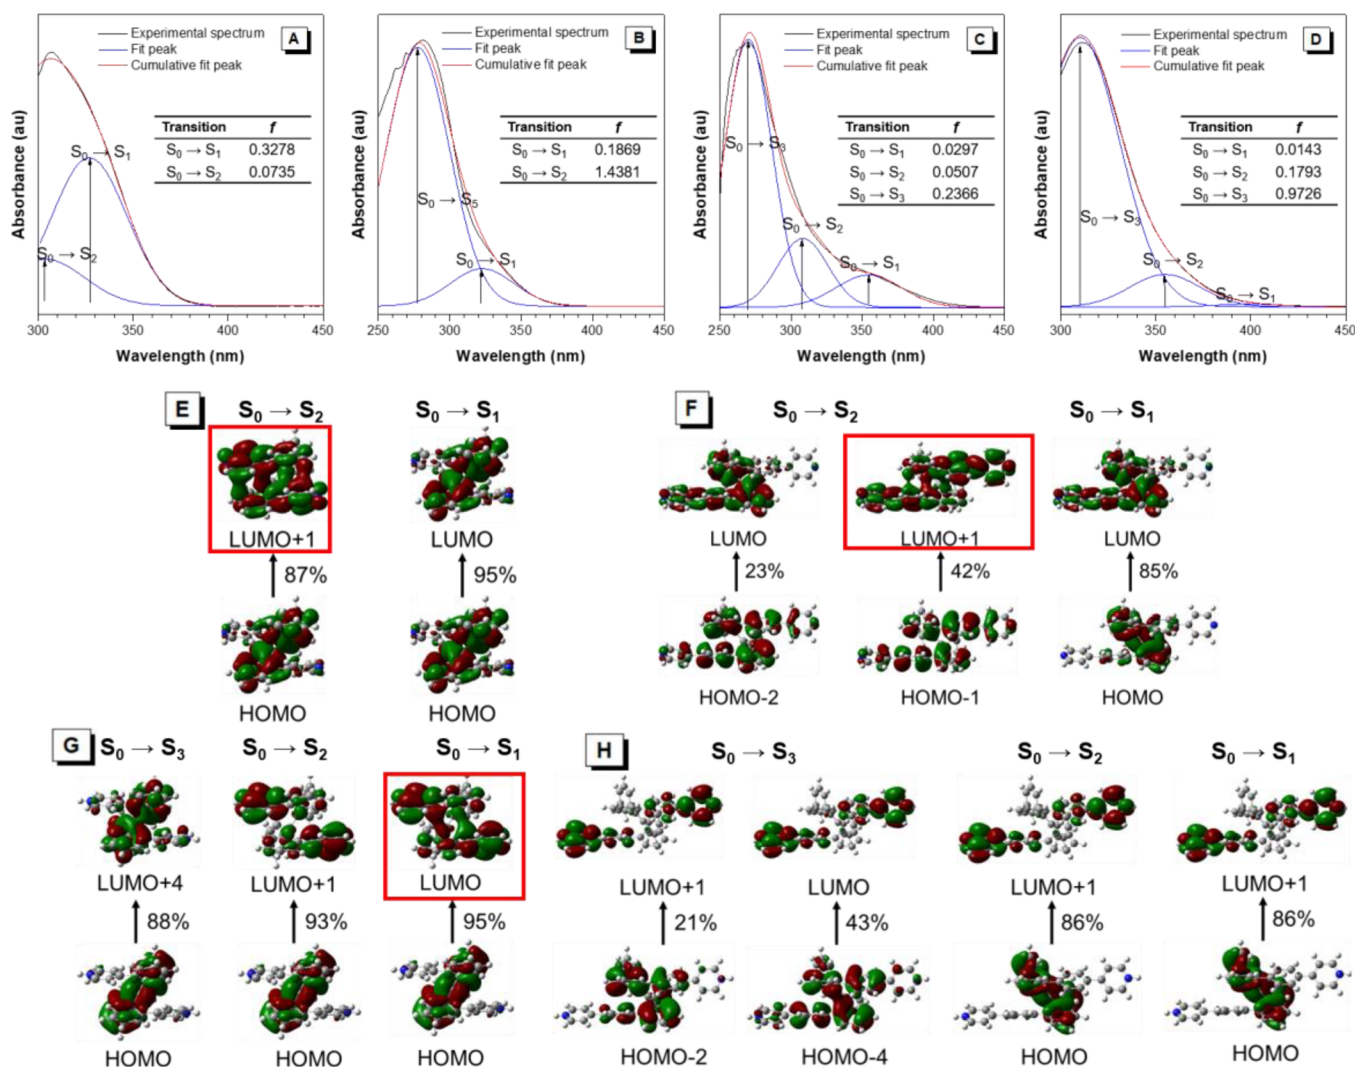 A
Experimental spectrum
Fit peak
Cumulative fit peak
Transition f
S0 → S1 0.3278
S0 → S2 0.0735
S0 → S1
S0 → S2
Absorbance (au)
300 350 400 450
Wavelength (nm)
B
Experimental spectrum
Fit peak
Cumulative fit peak
Transition f
S0 → S1 0.1869
S0 → S2 1.4381
S0 → S5
S0 → S1
Absorbance (au)
250 300 350 400 450
Wavelength (nm)
C
Experimental spectrum
Fit peak
Cumulative fit peak
Transition f
S0 → S1 0.0297
S0 → S2 0.0507
S0 → S3 0.2366
S0 → S3
S0 → S2
S0 → S1
Absorbance (au)
250 300 350 400 450
Wavelength (nm)
D
Experimental spectrum
Fit peak
Cumulative fit peak
Transition f
S0 → S1 0.0143
S0 → S2 0.1793
S0 → S3 0.9726
S0 → S3
S0 → S2
S0 → S1
Absorbance (au)
300 350 400 450
Wavelength (nm)
E
S0 → S2 S0 → S1
LUMO+1 LUMO
87% 95%
HOMO HOMO
F
S0 → S2 S0 → S1
LUMO LUMO+1 LUMO
23% 42% 85%
HOMO-2 HOMO-1 HOMO
G
S0 → S3 S0 → S2 S0 → S1
LUMO+4 LUMO+1 LUMO
88% 93% 95%
HOMO HOMO HOMO
H
S0 → S3 S0 → S2 S0 → S1
LUMO+1 LUMO LUMO+1 LUMO+1
21% 43% 86% 86%
HOMO-2 HOMO-4 HOMO HOMO